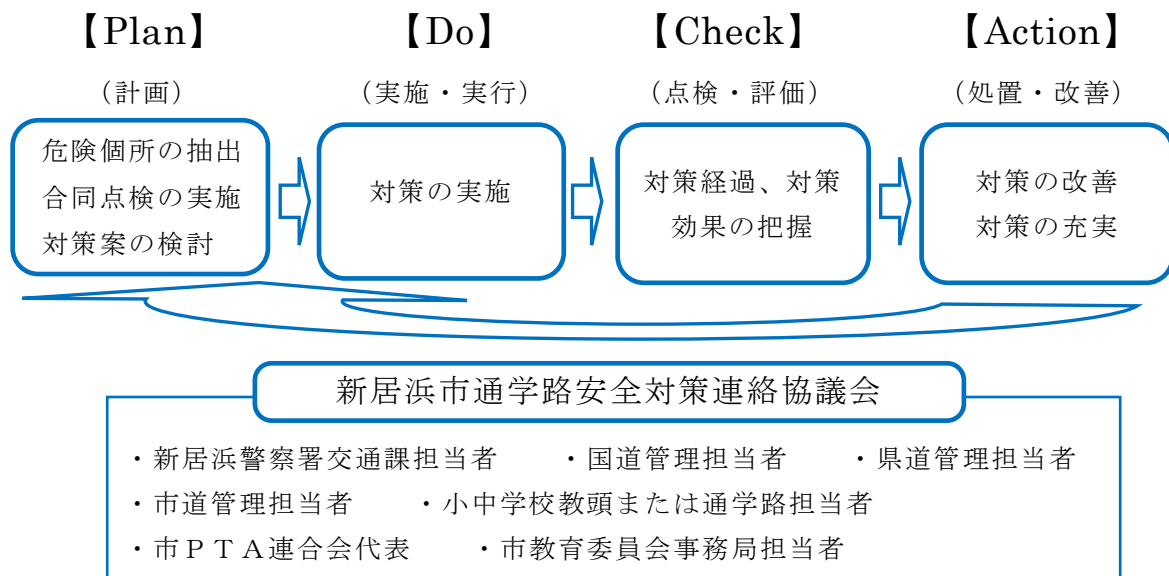 【Plan】 【Do】 【Check】 【Action】
（計画） （実施・実行） （点検・評価） （処置・改善）
危険個所の抽出
合同点検の実施
対策案の検討
対策の実施
対策経過、対策
効果の把握
対策の改善
対策の充実
新居浜市通学路安全対策連絡協議会
・新居浜警察署交通課担当者 ・国道管理担当者 ・県道管理担当者
・市道管理担当者 ・小中学校教頭または通学路担当者
・市ＰＴＡ連合会代表 ・市教育委員会事務局担当者